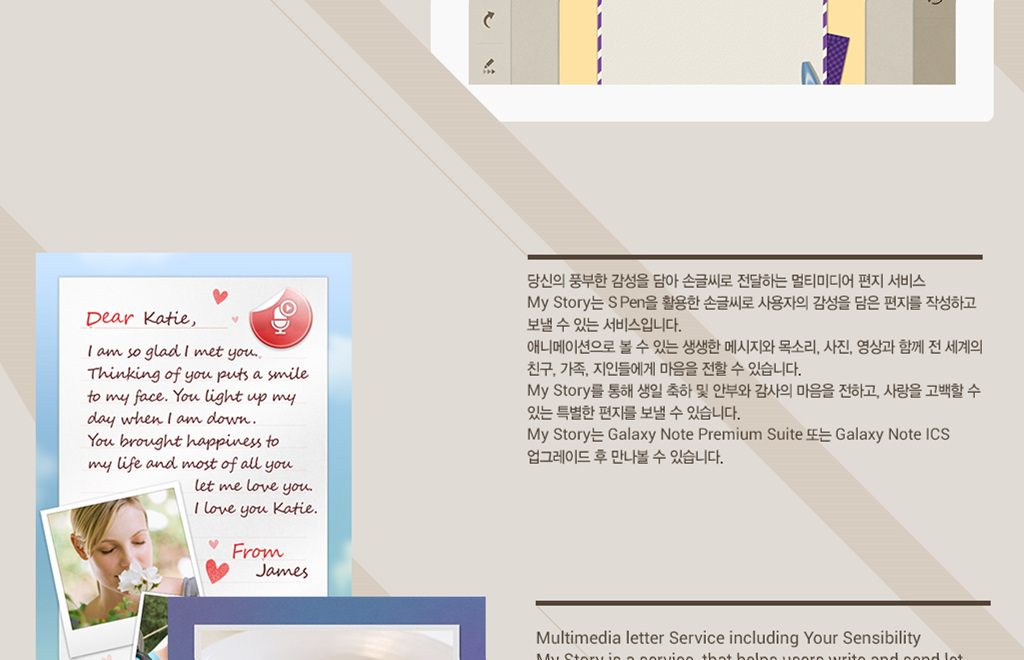 Dear Katie,
I am so glad I met you.
Thinking of you puts a smile
to my face. You light up my
day when I am down.
You brought happiness to
my life and most of all you
let me love you.
I love you Katie.
From
James
당신의 풍부한 감성을 담아 손글씨로 전달하는 멀티미디어 편지 서비스
My Story는 S Pen을 활용한 손글씨로 사용자의 감성을 담은 편지를 작성하고
보낼 수 있는 서비스입니다.
애니메이션으로 볼 수 있는 생생한 메시지와 목소리, 사진, 영상과 함께 전 세계의
친구, 가족, 지인들에게 마음을 전할 수 있습니다.
My Story를 통해 생일 축하 및 안부와 감사의 마음을 전하고, 사랑을 고백할 수
있는 특별한 편지를 보낼 수 있습니다.
My Story는 Galaxy Note Premium Suite 또는 Galaxy Note ICS
업그레이드 후 만나볼 수 있습니다.
Multimedia letter Service including Your Sensibility
My Story is a service, that helps users write and send let